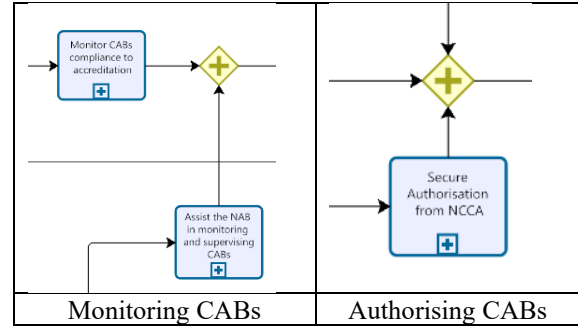 Monitor CABs
compliance to
accreditation
Assist the NAB
in monitoring
and supervising
CABs
Secure
Authorisation
from NCCA
Monitoring CABs
Authorising CABs